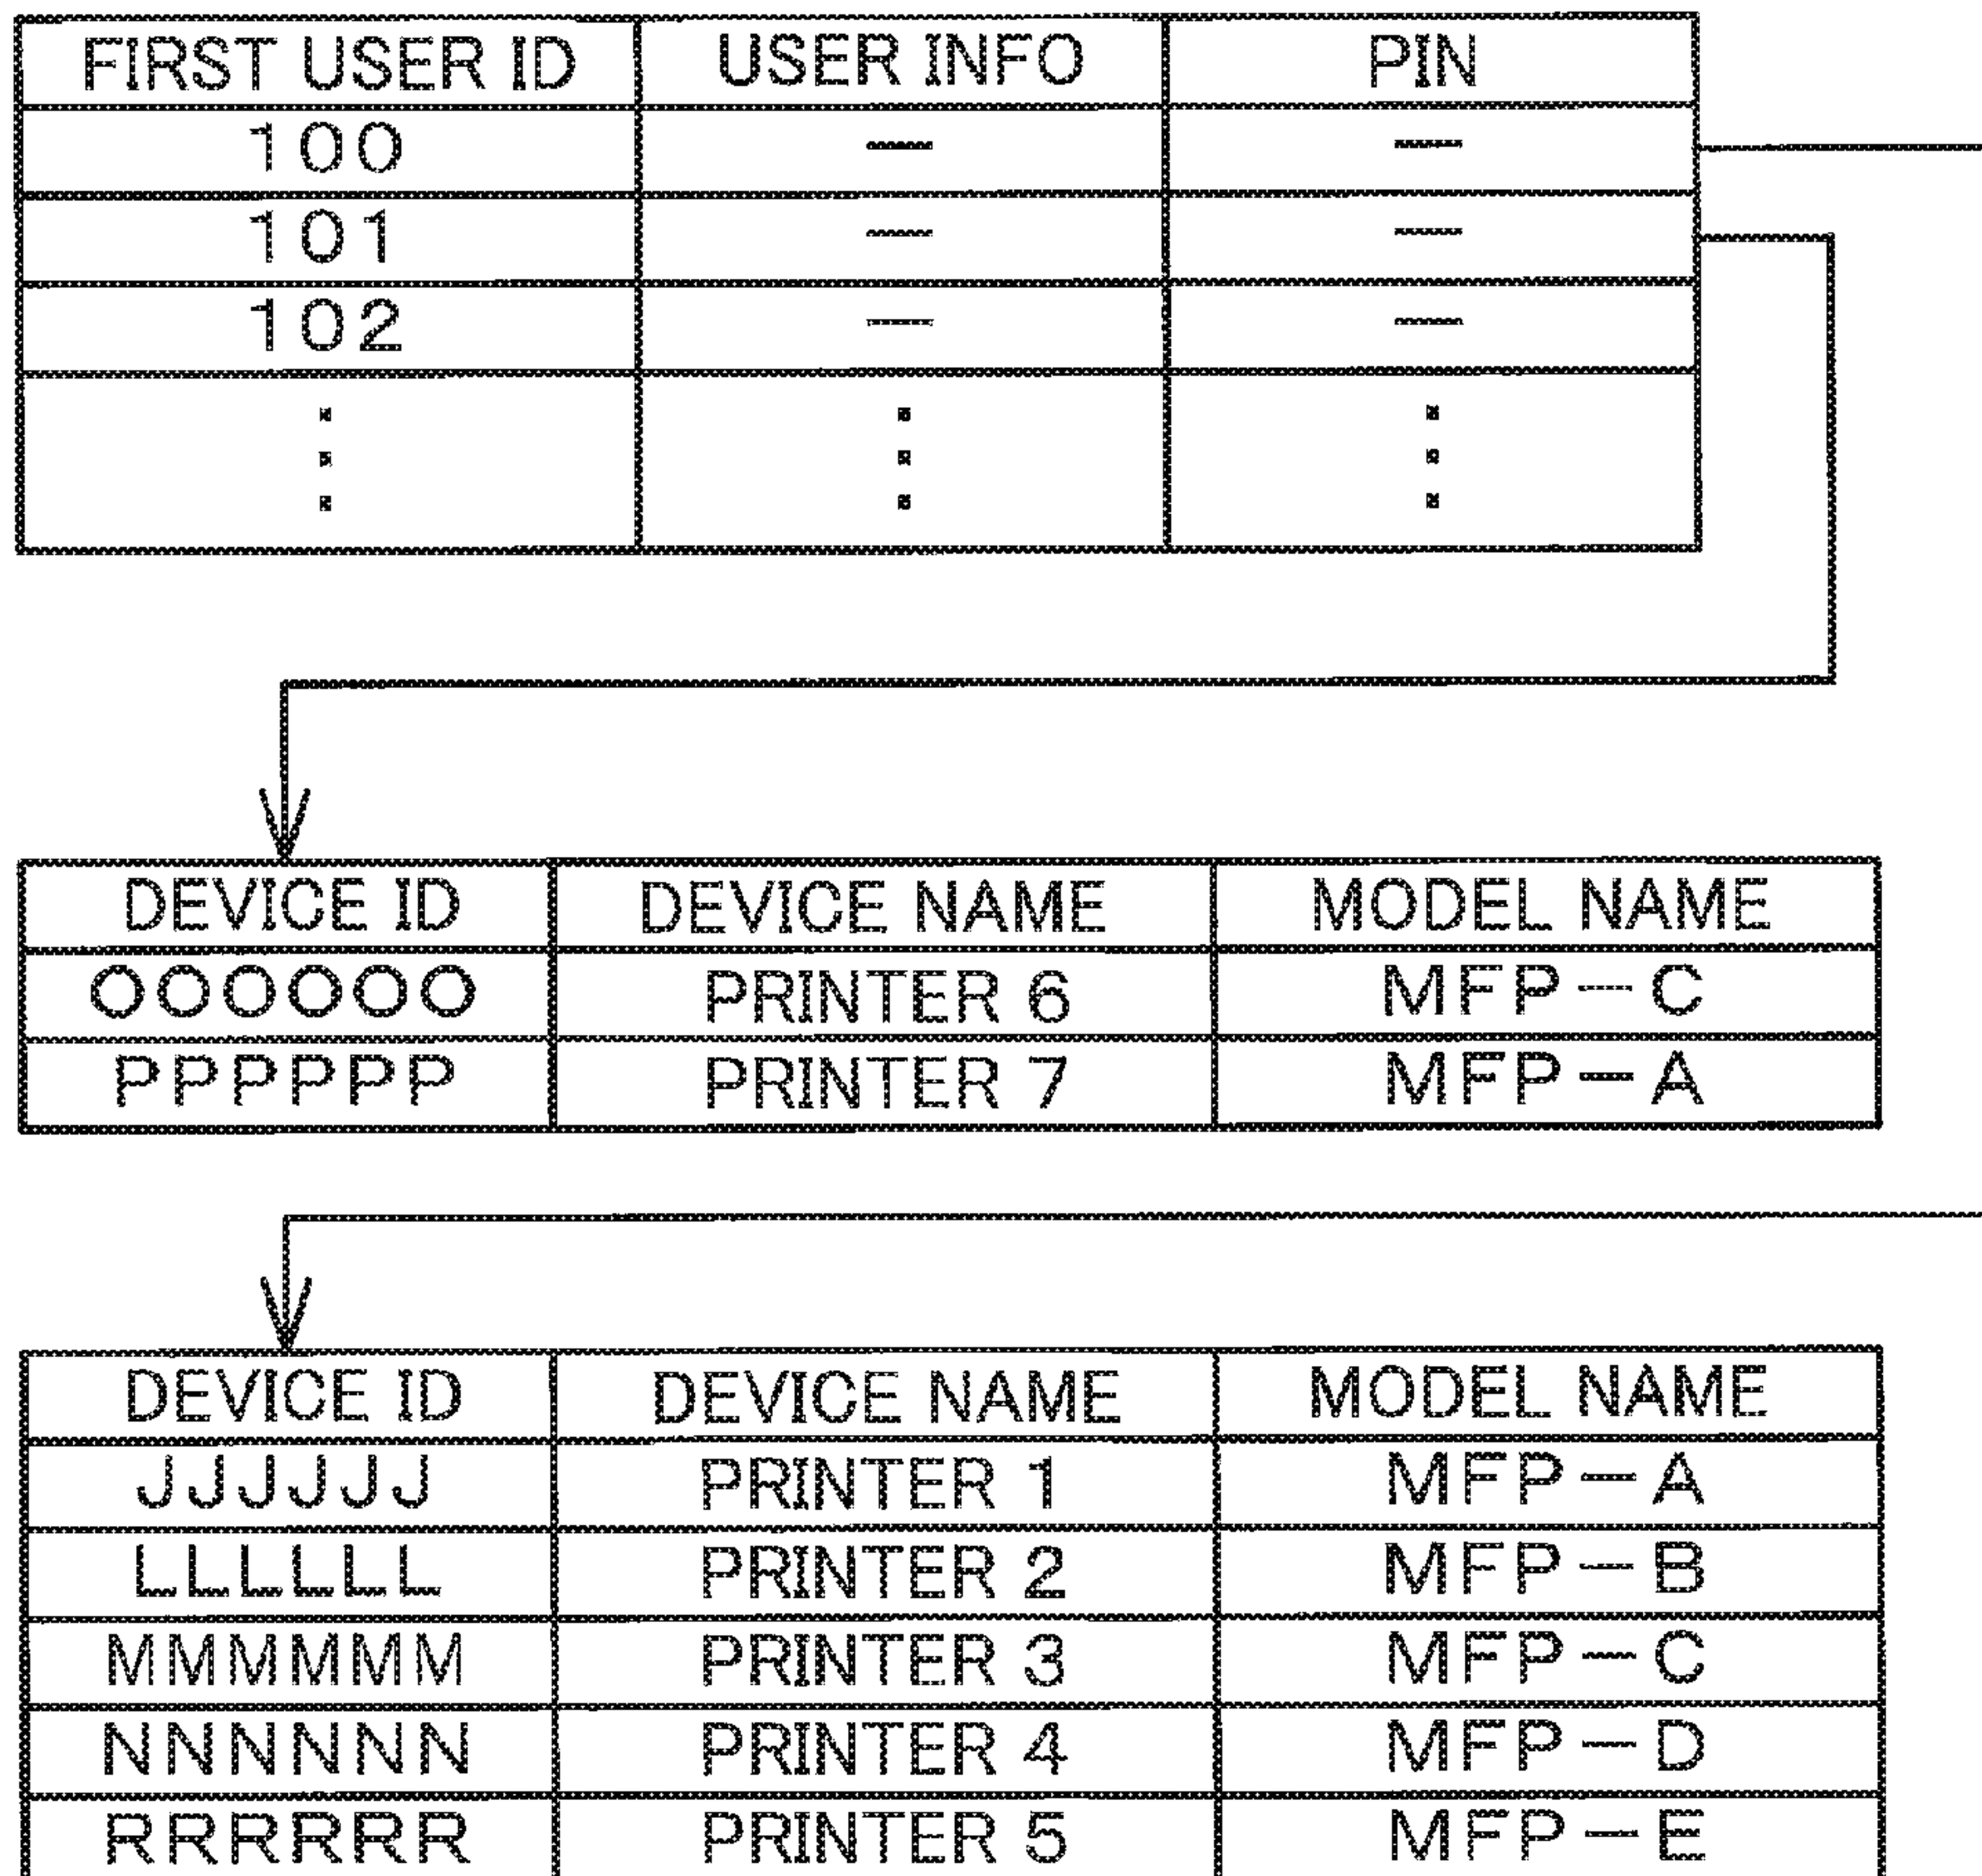 FIRST USER ID USER INFO PIN
100 — —
101 — —
102 — —
DEVICE ID DEVICE NAME MODEL NAME
OOOOOO PRINTER 6 MFP-C
PPPPPP PRINTER 7 MFP-A
DEVICE ID DEVICE NAME MODEL NAME
JJJJJJ PRINTER 1 MFP-A
LLLLLL PRINTER 2 MFP-B
MMMMMM PRINTER 3 MFP-C
NNNNNN PRINTER 4 MFP-D
RRRRRR PRINTER 5 MFP-E